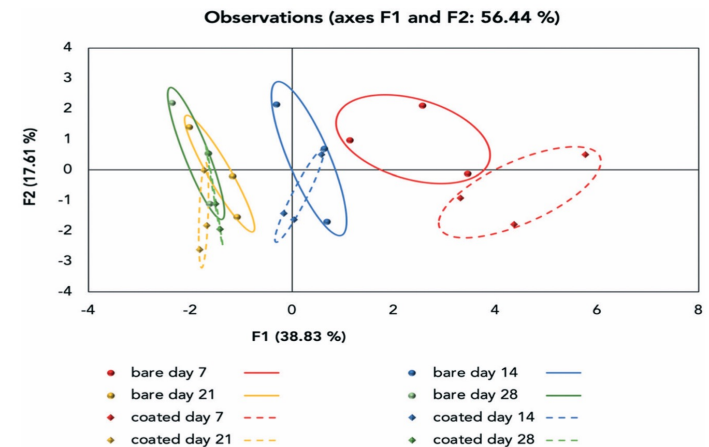 Observations (axes F1 and F2: 56.44 %)
4
3
2
1
0
-1
-2
-3
-4
F2 (17.61 %)
-4 -2 0 2 4 6 8
F1 (38.83 %)
bare day 7 bare day 14
bare day 21 bare day 28
coated day 7 coated day 14
coated day 21 coated day 28